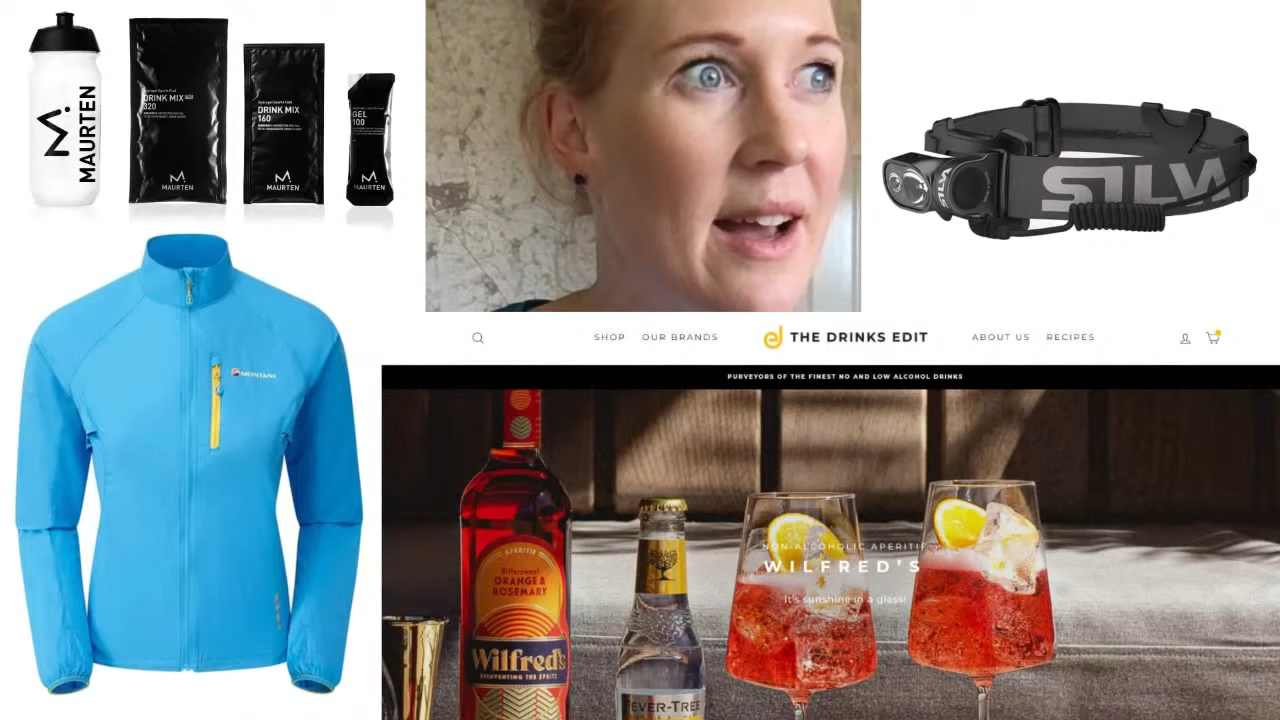 MAURTEN
DRINK MIX
320
MAURTEN
DRINK MIX
160
MAURTEN
GEL
100
MAURTEN
SILVA
MONTANE
SHOP
OUR BRANDS
THE DRINKS EDIT
ABOUT US
RECIPES
PURVEYORS OF THE FINEST NO AND LOW ALCOHOL DRINKS
NON-ALCOHOLIC APERITIF
WILFRED'S
It's sunshine in a glass!
APERITIF
Bittersweet
ORANGE &
ROSEMARY
Wilfred's
REINVENTING THE SPRITZ
EVER-TREE